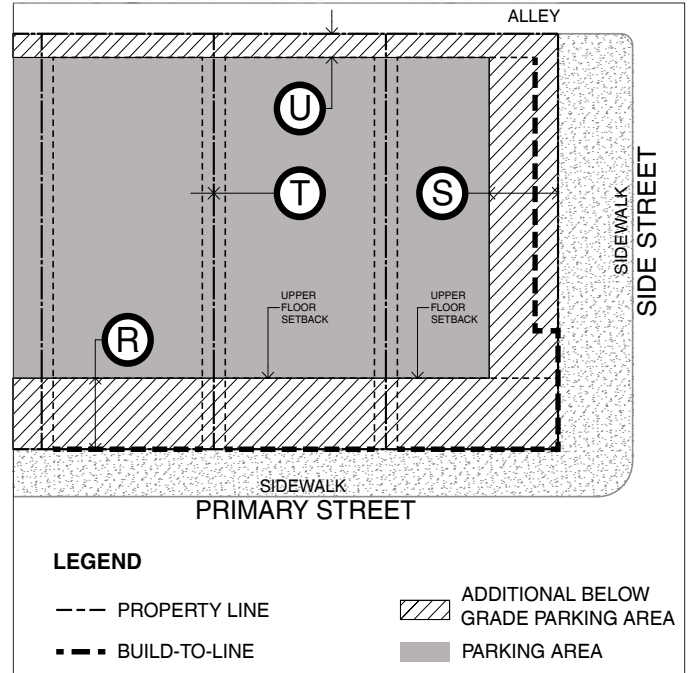 ALLEY
U
T
S
SIDEWALK
SIDE STREET
UPPER
FLOOR
SETBACK
UPPER
FLOOR
SETBACK
R
SIDEWALK
PRIMARY STREET
LEGEND
PROPERTY LINE
BUILD-TO-LINE
ADDITIONAL BELOW
GRADE PARKING AREA
PARKING AREA